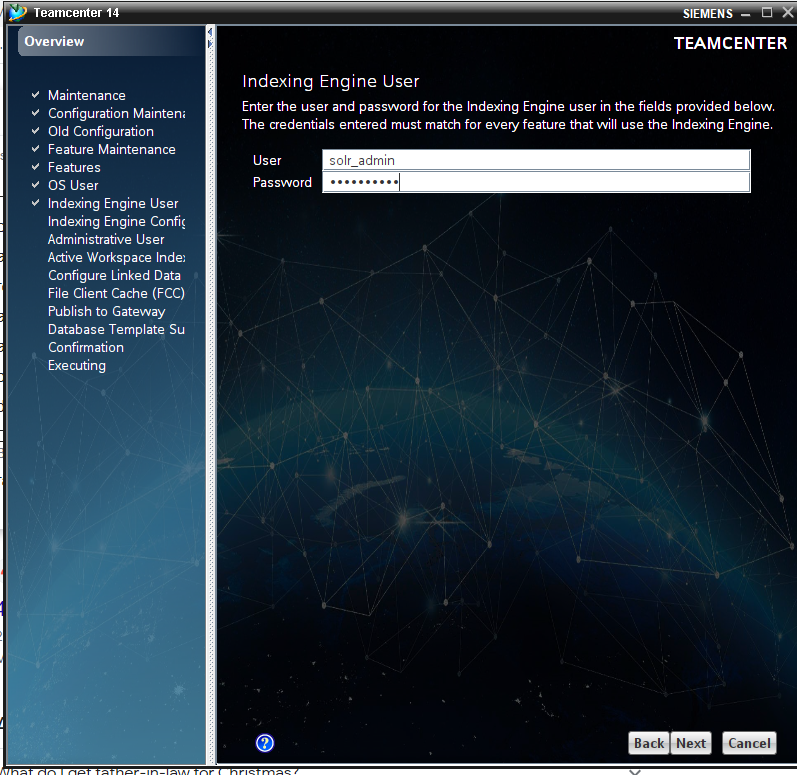 Teamcenter 14
SIEMENS
Overview
TEAMCENTER
Maintenance
Configuration Maintena
Old Configuration
Feature Maintenance
Features
OS User
Indexing Engine User
Indexing Engine Config
Administrative User
Active Workspace Index
Configure Linked Data
File Client Cache (FCC)
Publish to Gateway
Database Template Su
Confirmation
Executing
Indexing Engine User
Enter the user and password for the Indexing Engine user in the fields provided below.
The credentials entered must match for every feature that will use the Indexing Engine.
User solr_admin
Password ••••••••••
?
Back Next Cancel
What do I get father-in-law for Christmas?